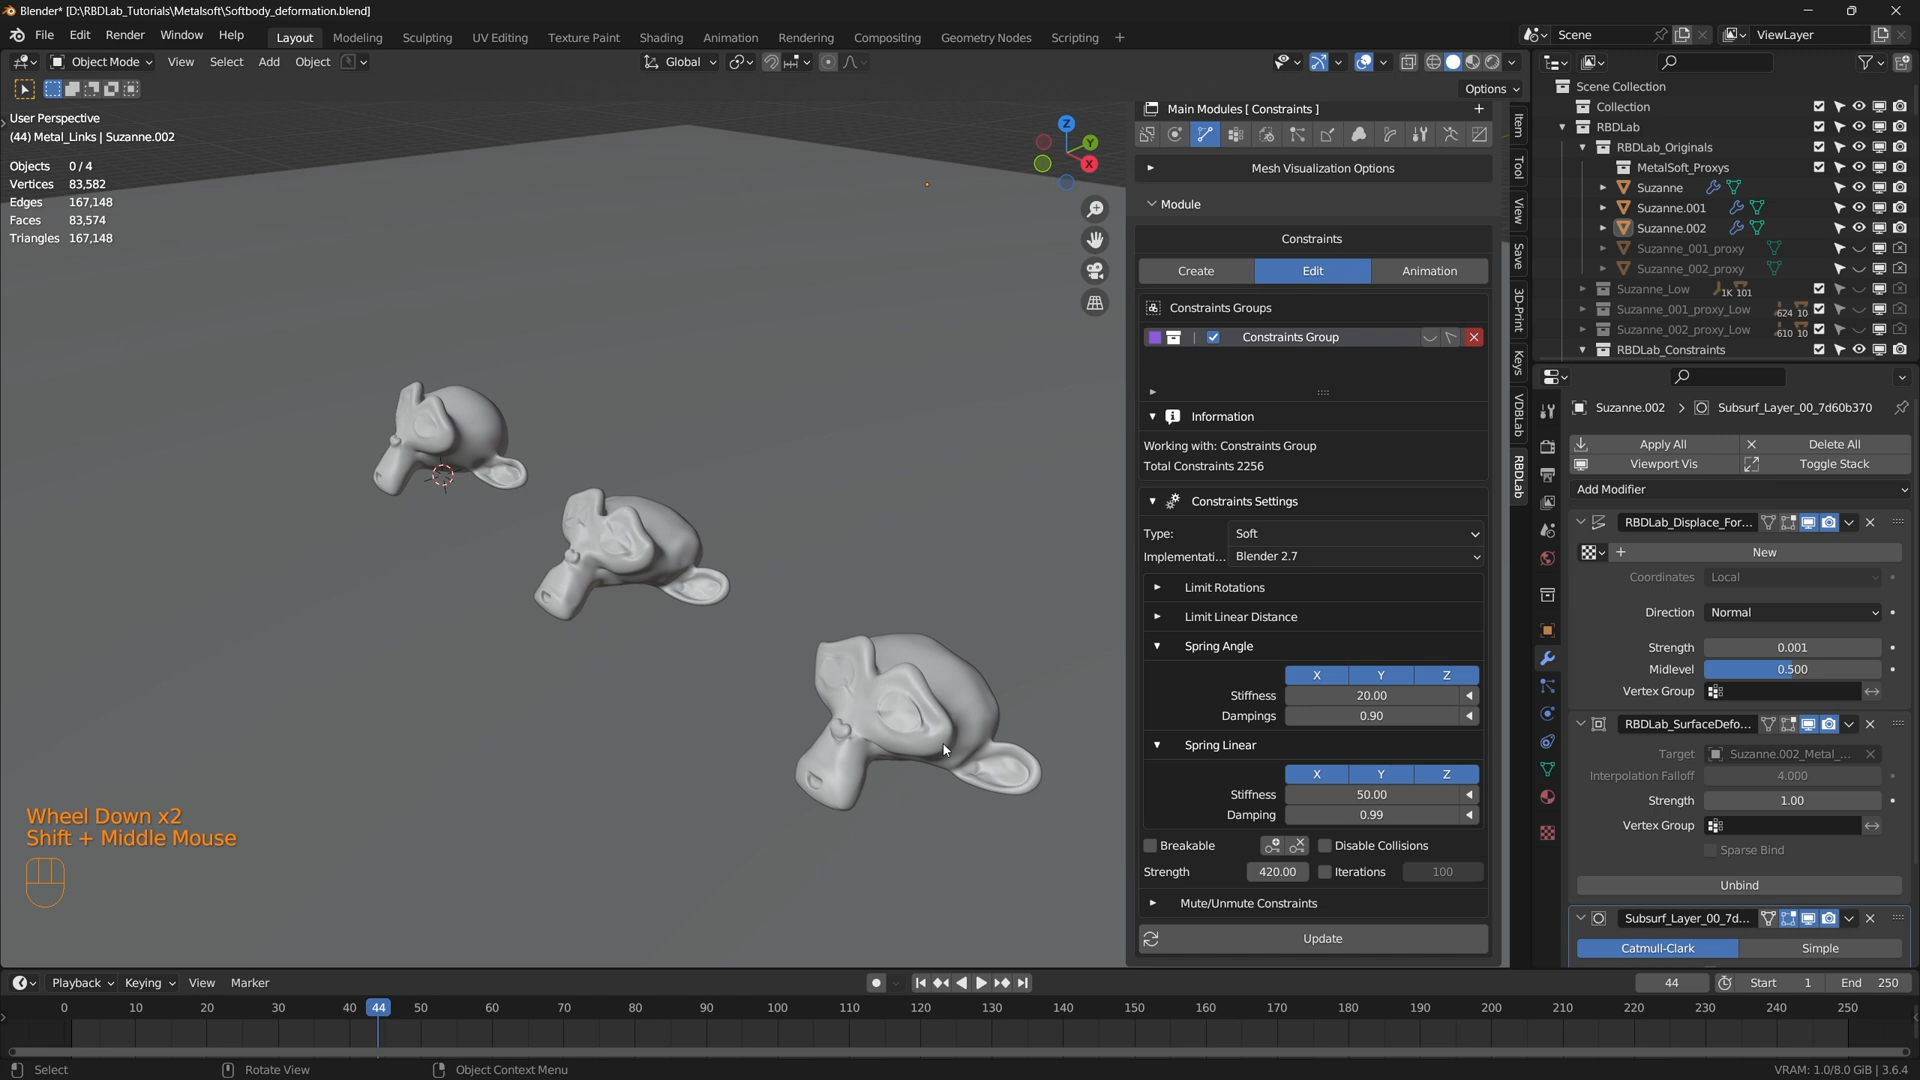 Blender* [D:\RBDLab_Tutorials\Metalsoft\Softbody_deformation.blend]
File Edit Render Window Help
Layout Modeling Sculpting UV Editing Texture Paint Shading Animation Rendering Compositing Geometry Nodes Scripting +
Scene
ViewLayer
Object Mode View Select Add Object
Global
Options
User Perspective
(44) Metal_Links | Suzanne.002
Objects 0/4
Vertices 83,582
Edges 167,148
Faces 83,574
Triangles 167,148
Z
Y
X
Wheel Down x2
Shift + Middle Mouse
Main Modules [ Constraints ]
Mesh Visualization Options
Module
Constraints
Create Edit Animation
Constraints Groups
Constraints Group
Information
Working with: Constraints Group
Total Constraints 2256
Constraints Settings
Type: Soft
Implementati... Blender 2.7
Limit Rotations
Limit Linear Distance
Spring Angle
X Y Z
Stiffness 20.00
Dampings 0.90
Spring Linear
X Y Z
Stiffness 50.00
Damping 0.99
Breakable Disable Collisions
Strength 420.00 Iterations 100
Mute/Unmute Constraints
Update
Item
Tool
View
Save
3D-Print
Keys
VDBLab
RBDLab
Scene Collection
Collection
RBDLab
RBDLab_Originals
MetalSoft_Proxys
Suzanne
Suzanne.001
Suzanne.002
Suzanne_001_proxy
Suzanne_002_proxy
Suzanne_Low 1K 101
Suzanne_001_proxy_Low 624 10
Suzanne_002_proxy_Low 610 10
RBDLab_Constraints
Suzanne.002 > Subsurf_Layer_00_7d60b370
Apply All Delete All
Viewport Vis Toggle Stack
Add Modifier
RBDLab_Displace_For...
New
Coordinates Local
Direction Normal
Strength 0.001
Midlevel 0.500
Vertex Group
RBDLab_SurfaceDefo...
Target Suzanne.002_Metal_...
Interpolation Falloff 4.000
Strength 1.00
Vertex Group
Sparse Bind
Unbind
Subsurf_Layer_00_7d...
Catmull-Clark Simple
Playback Keying View Marker
44 Start 1 End 250
0 10 20 30 40 44 50 60 70 80 90 100 110 120 130 140 150 160 170 180 190 200 210 220 230 240 250
Select Rotate View Object Context Menu
VRAM: 1.0/8.0 GiB | 3.6.4